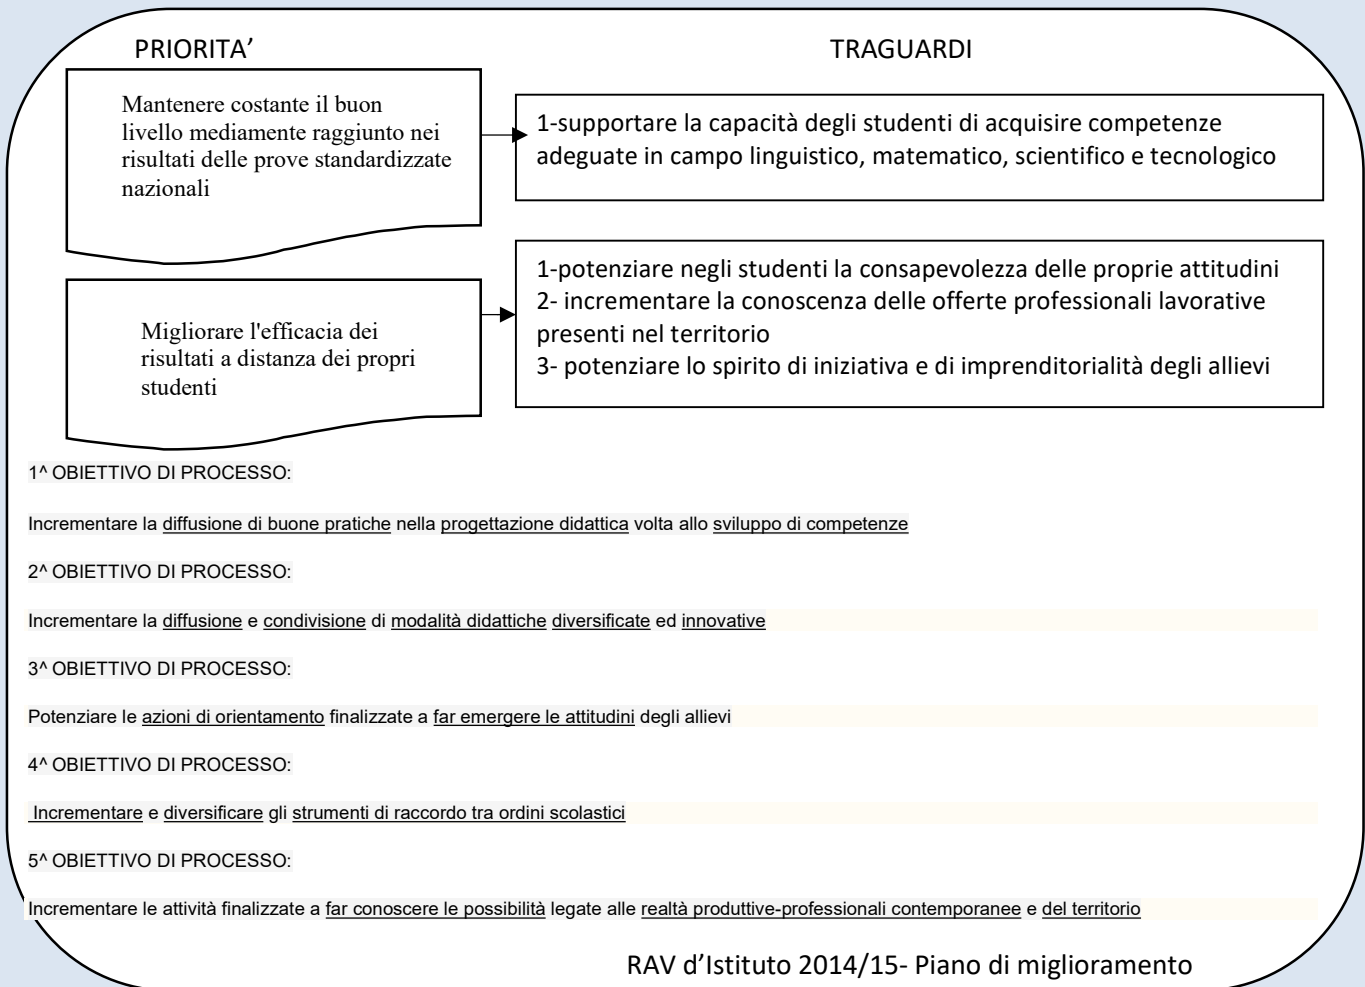 PRIORITA’
TRAGUARDI
Mantenere costante il buon
livello mediamente raggiunto nei
risultati delle prove standardizzate
nazionali
1-supportare la capacità degli studenti di acquisire competenze
adeguate in campo linguistico, matematico, scientifico e tecnologico
Migliorare l'efficacia dei
risultati a distanza dei propri
studenti
1-potenziare negli studenti la consapevolezza delle proprie attitudini
2- incrementare la conoscenza delle offerte professionali lavorative
presenti nel territorio
3- potenziare lo spirito di iniziativa e di imprenditorialità degli allievi
1^ OBIETTIVO DI PROCESSO:
Incrementare la diffusione di buone pratiche nella progettazione didattica volta allo sviluppo di competenze
2^ OBIETTIVO DI PROCESSO:
Incrementare la diffusione e condivisione di modalità didattiche diversificate ed innovative
3^ OBIETTIVO DI PROCESSO:
Potenziare le azioni di orientamento finalizzate a far emergere le attitudini degli allievi
4^ OBIETTIVO DI PROCESSO:
Incrementare e diversificare gli strumenti di raccordo tra ordini scolastici
5^ OBIETTIVO DI PROCESSO:
Incrementare le attività finalizzate a far conoscere le possibilità legate alle realtà produttive-professionali contemporanee e del territorio
RAV d’Istituto 2014/15- Piano di miglioramento